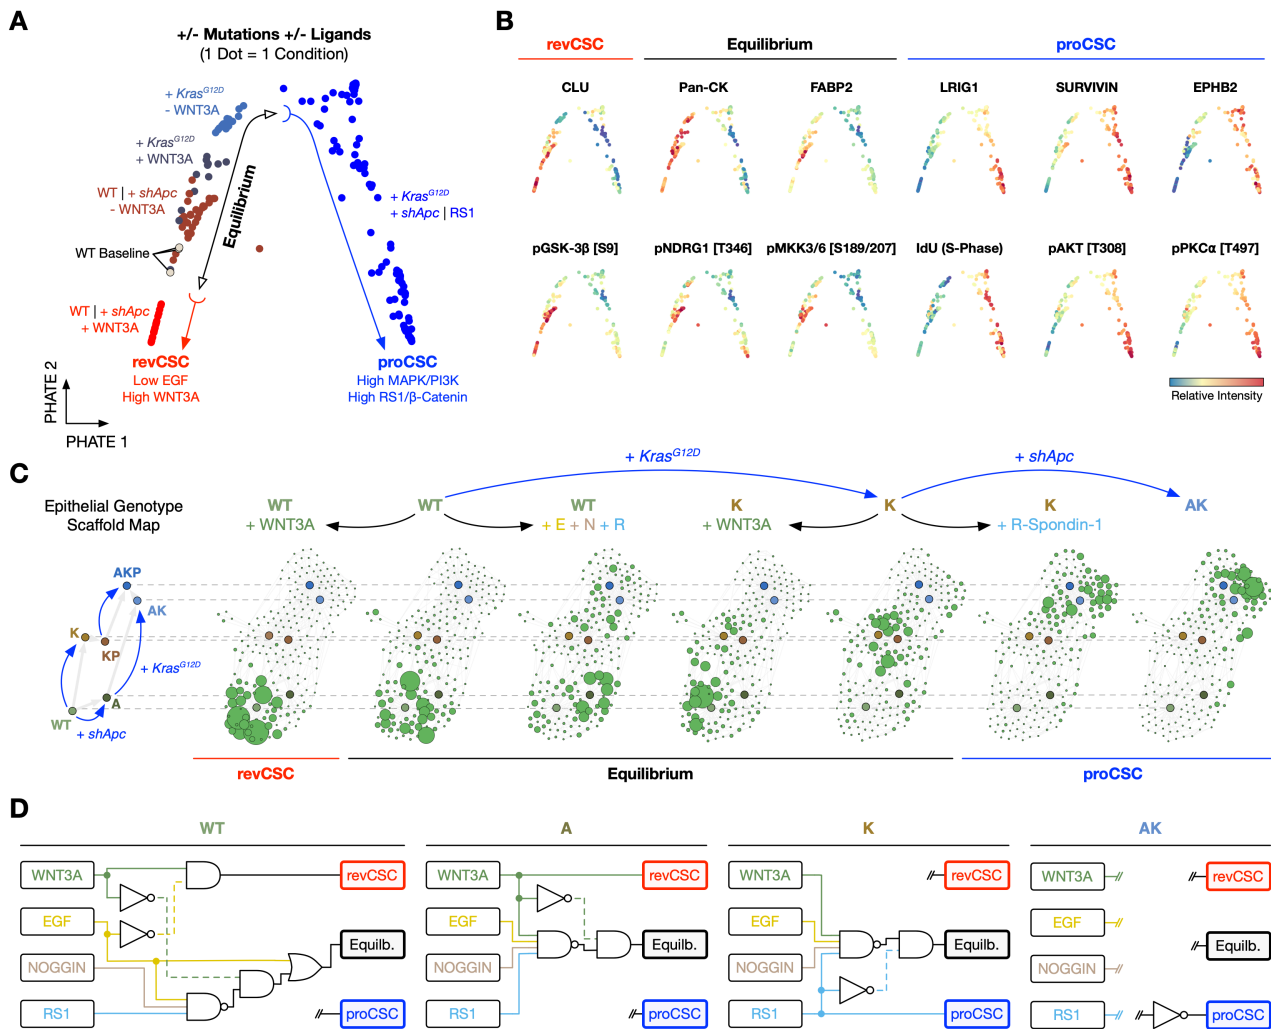 A
+/- Mutations +/- Ligands
(1 Dot = 1 Condition)
+ KrasG12D
- WNT3A
+ KrasG12D
+ WNT3A
WT | + shApc
- WNT3A
WT Baseline
WT | + shApc
+ WNT3A
Equilibrium
+ KrasG12D
+ shApc | RS1
revCSC
Low EGF
High WNT3A
proCSC
High MAPK/PI3K
High RS1/β-Catenin
PHATE 2
PHATE 1
B
revCSC Equilibrium proCSC
CLU Pan-CK FABP2 LRIG1 SURVIVIN EPHB2
pGSK-3β [S9] pNDRG1 [T346] pMKK3/6 [S189/207] IdU (S-Phase) pAKT [T308] pPKCα [T497]
Relative Intensity
C
+ KrasG12D + shApc
Epithelial Genotype
Scaffold Map
WT WT WT K K K AK
+ WNT3A + E + N + R + WNT3A + R-Spondin-1
AKP
AK
K
KP
+ KrasG12D
A
WT
+ shApc
revCSC Equilibrium proCSC
D
WT
WNT3A revCSC
EGF
Equilb.
NOGGIN
RS1 proCSC
A
WNT3A revCSC
EGF
Equilb.
NOGGIN
RS1 proCSC
K
WNT3A revCSC
EGF
Equilb.
NOGGIN
RS1 proCSC
AK
WNT3A revCSC
EGF
Equilb.
NOGGIN
RS1 proCSC